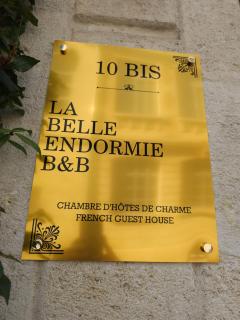 10 BIS
LA
BELLE
ENDORMIE
B&B
CHAMBRE D'HÔTES DE CHARME
FRENCH GUEST HOUSE